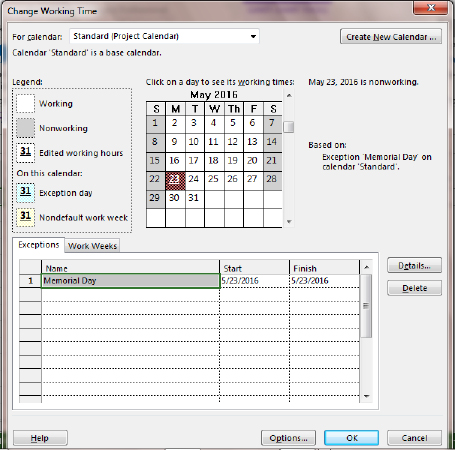 Change Working Time
For calendar: Standard (Project Calendar)
Create New Calendar ...
Calendar 'Standard' is a base calendar.
Legend:
Working
Nonworking
31 Edited working hours
On this calendar:
31 Exception day
31 Nondefault work week
Click on a day to see its working times:
May 2016
S M T W Th F S
1 2 3 4 5 6 7
8 9 10 11 12 13 14
15 16 17 18 19 20 21
22 23 24 25 26 27 28
29 30 31
May 23, 2016 is nonworking.
Based on:
Exception 'Memorial Day' on
calendar 'Standard'.
Exceptions Work Weeks
Name Start Finish
1 Memorial Day 5/23/2016 5/23/2016
Details...
Delete
Help
Options...
OK
Cancel